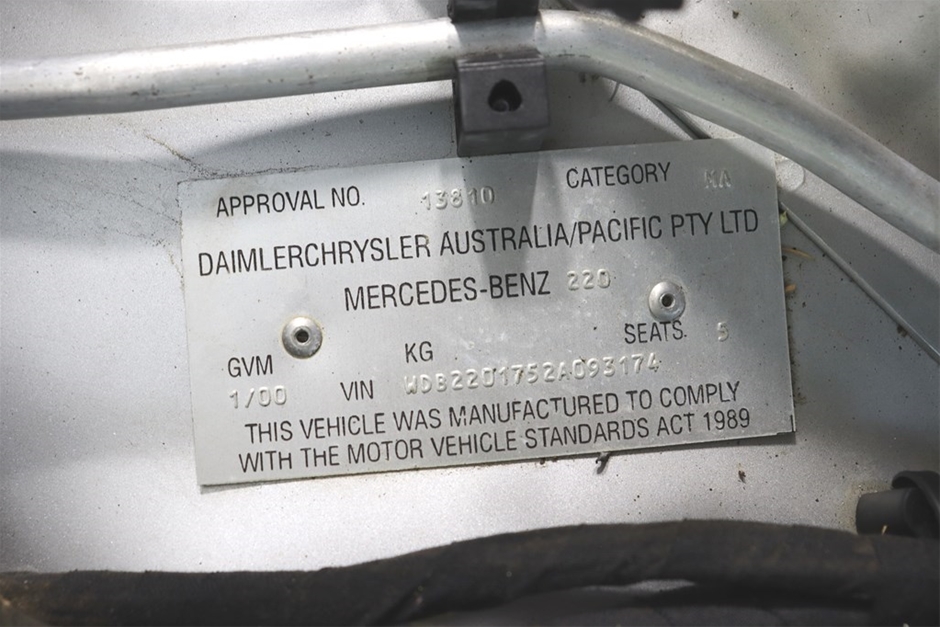 APPROVAL NO. 13810 CATEGORY MA
DAIMLERCHRYSLER AUSTRALIA/PACIFIC PTY LTD
MERCEDES-BENZ 220
GVM KG SEATS 5
1/00 VIN WDB2201752A093174
THIS VEHICLE WAS MANUFACTURED TO COMPLY
WITH THE MOTOR VEHICLE STANDARDS ACT 1989